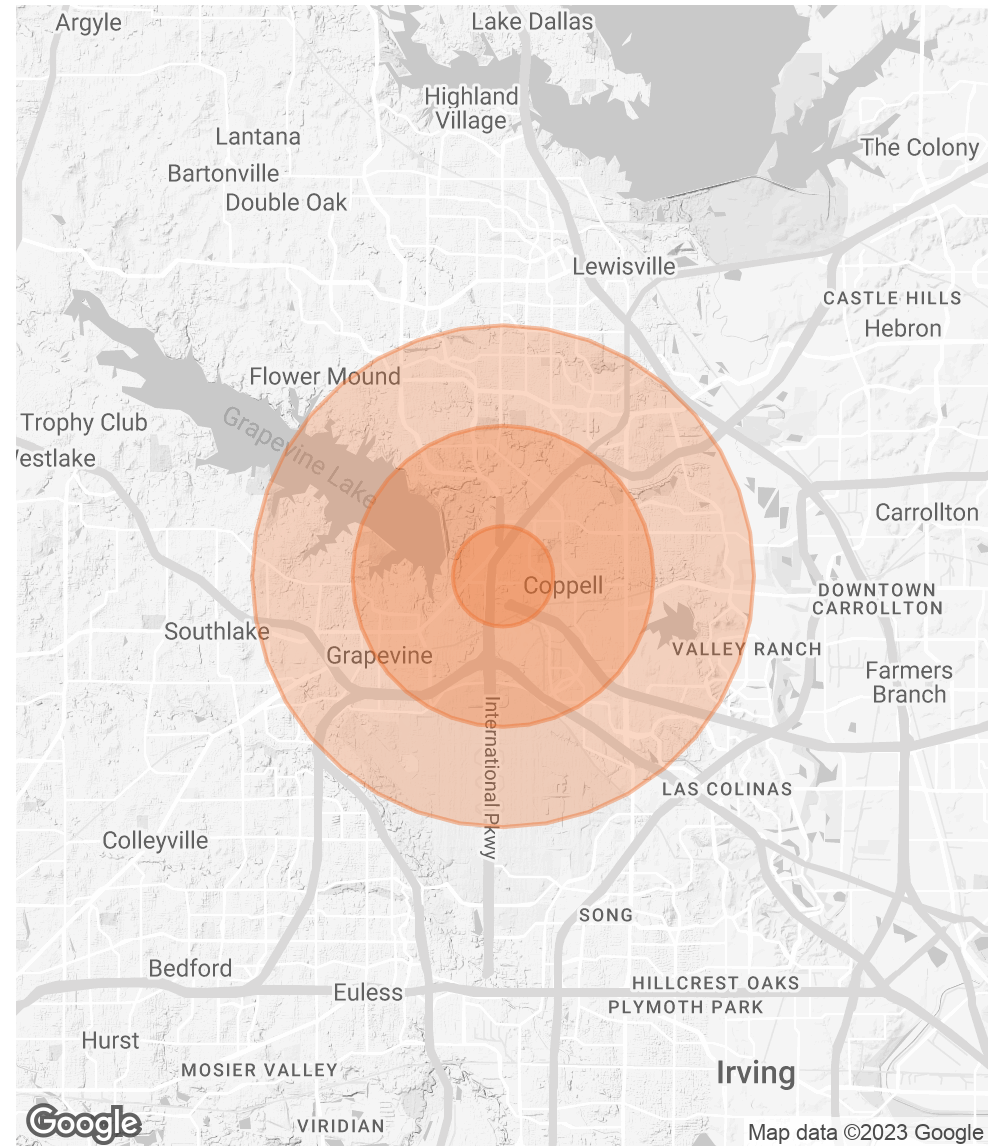 Argyle
Lake Dallas
Highland
Village
Lantana
The Colony
Bartonville
Double Oak
Lewisville
CASTLE HILLS
Hebron
Flower Mound
Trophy Club
Grapevine Lake
Carrollton
Coppell
DOWNTOWN
CARROLLTON
Southlake
VALLEY RANCH
Grapevine
Farmers
Branch
International Pkwy
LAS COLINAS
Colleyville
SONG
Bedford
HILLCREST OAKS
Euless
PLYMOTH PARK
Hurst
MOSIER VALLEY
Irving
Google
VIRIDIAN
Map data ©2023 Google